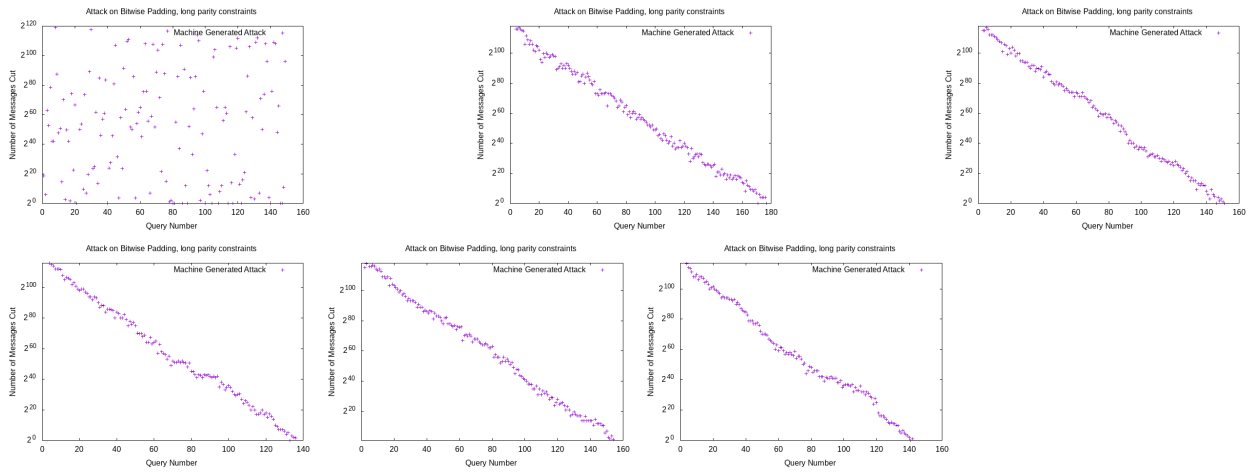 Attack on Bitwise Padding, long parity constraints
2^120
2^100
2^80
2^60
2^40
2^20
2^0
Number of Messages Cut
Machine Generated Attack
0 20 40 60 80 100 120 140 160
Query Number
Attack on Bitwise Padding, long parity constraints
2^100
2^80
2^60
2^40
2^20
2^0
Number of Messages Cut
Machine Generated Attack
0 20 40 60 80 100 120 140 160 180
Query Number
Attack on Bitwise Padding, long parity constraints
2^100
2^80
2^60
2^40
2^20
2^0
Number of Messages Cut
Machine Generated Attack
0 20 40 60 80 100 120 140 160
Query Number
Attack on Bitwise Padding, long parity constraints
2^100
2^80
2^60
2^40
2^20
2^0
Number of Messages Cut
Machine Generated Attack
0 20 40 60 80 100 120 140
Query Number
Attack on Bitwise Padding, long parity constraints
2^100
2^80
2^60
2^40
2^20
2^0
Number of Messages Cut
Machine Generated Attack
0 20 40 60 80 100 120 140 160
Query Number
Attack on Bitwise Padding, long parity constraints
2^100
2^80
2^60
2^40
2^20
2^0
Number of Messages Cut
Machine Generated Attack
0 20 40 60 80 100 120 140 160
Query Number